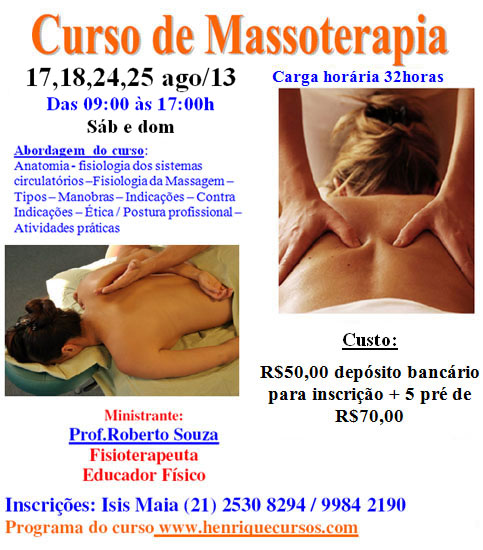 Curso de Massoterapia
17,18,24,25 ago/13
Das 09:00 às 17:00h
Sáb e dom
Carga horária 32horas
Abordagem do curso:
Anatomia - fisiologia dos sistemas
circulatórios – Fisiologia da Massagem –
Tipos – Manobras – Indicações – Contra
Indicações – Ética / Postura profissional –
Atividades práticas
Custo:
R$50,00 depósito bancário
para inscrição + 5 pré de
R$70,00
Ministrante:
Prof.Roberto Souza
Fisioterapeuta
Educador Físico
Inscrições: Isis Maia (21) 2530 8294 / 9984 2190
Programa do curso www.henriquecursos.com